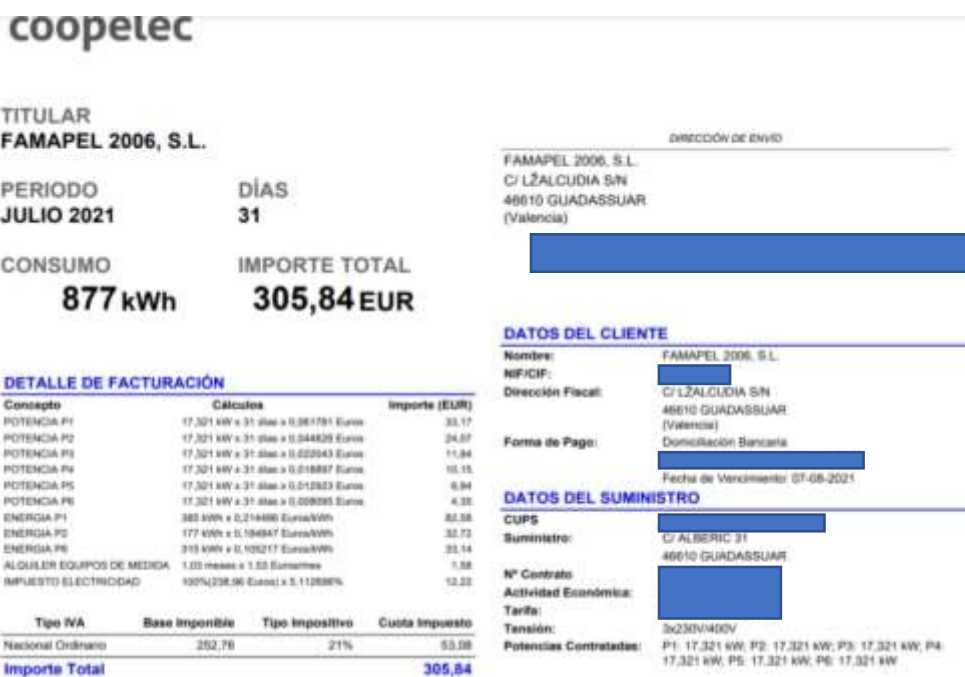 coopelec
TITULAR
FAMAPEL 2006, S.L.
PERIODO DÍAS
JULIO 2021 31
CONSUMO IMPORTE TOTAL
877 kWh 305,84 EUR
DIRECCIÓN DE ENVIO
FAMAPEL 2006, S.L.
C/ LŽALCUDIA S/N
46610 GUADASSUAR
(Valencia)
DETALLE DE FACTURACIÓN
Concepto Cálculos Importe (EUR)
POTENCIA P1 17,321 kW x 31 días x 0,061781 Euros 33,17
POTENCIA P2 17,321 kW x 31 días x 0,044826 Euros 24,07
POTENCIA P3 17,321 kW x 31 días x 0,022043 Euros 11,84
POTENCIA P4 17,321 kW x 31 días x 0,018897 Euros 10,15
POTENCIA P5 17,321 kW x 31 días x 0,012923 Euros 6,94
POTENCIA P6 17,321 kW x 31 días x Euros 4,35
ENERGIA P1 385 kWh x 0,214486 Euros/kWh 82,58
ENERGIA P2 177 kWh x Euros/kWh 32,72
ENERGIA P6 315 kWh x 0,105217 Euros/kWh 33,14
ALQUILER EQUIPOS DE MEDIDA 1,03 meses x 1.53 Euros/mes 1,58
IMPUESTO ELECTRICIDAD 100%(238,96 Euros) x 5.112696% 12,22
Tipo IVA Base Imponible Tipo Impositivo Cuota Impuesto
Nacional Ordinario 252,76 21% 53,08
Importe Total 305,84
DATOS DEL CLIENTE
Nombre: FAMAPEL 2006, S.L.
NIF/CIF:
Dirección Fiscal: C/ LŽALCUDIA S/N
46610 GUADASSUAR
(Valencia)
Forma de Pago: Domiciliación Bancaria
Fecha de Vencimiento: 07-08-2021
DATOS DEL SUMINISTRO
CUPS
Suministro: C/ ALBERIC 31
46610 GUADASSUAR
Nº Contrato
Actividad Económica:
Tarifa:
Tensión: 3x230V/400V
Potencias Contratadas: P1: 17,321 kW; P2: 17,321 kW; P3: 17,321 kW; P4:
17,321 kW; P5: 17,321 kW; P6: 17,321 kW